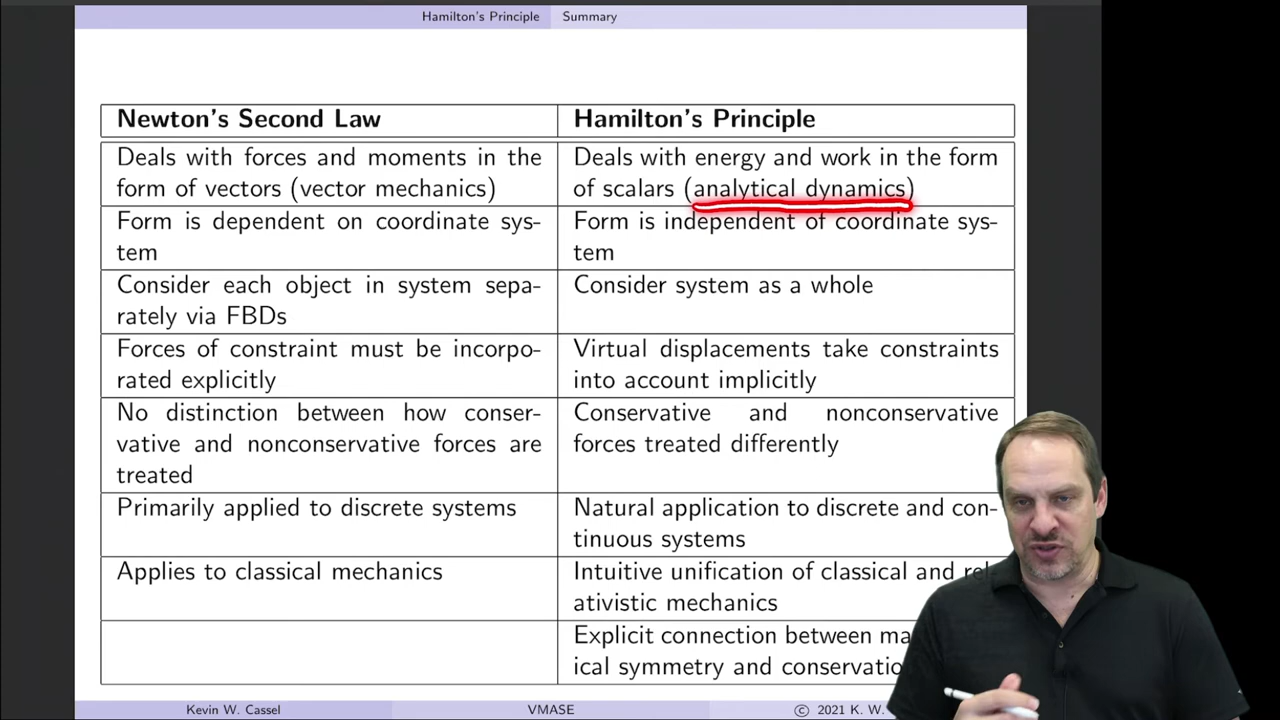 Hamilton's Principle Summary
Newton's Second Law Hamilton's Principle
Deals with forces and moments in the
form of vectors (vector mechanics)
Deals with energy and work in the form
of scalars (analytical dynamics)
Form is dependent on coordinate sys-
tem
Form is independent of coordinate sys-
tem
Consider each object in system sepa-
rately via FBDs
Consider system as a whole
Forces of constraint must be incorpo-
rated explicitly
Virtual displacements take constraints
into account implicitly
No distinction between how conser-
vative and nonconservative forces are
treated
Conservative and nonconservative
forces treated differently
Primarily applied to discrete systems
Natural application to discrete and con-
tinuous systems
Applies to classical mechanics
Intuitive unification of classical and
ativistic mechanics
Explicit connection between
ical symmetry and
Kevin W. Cassel VMASE © 2021 K. W.